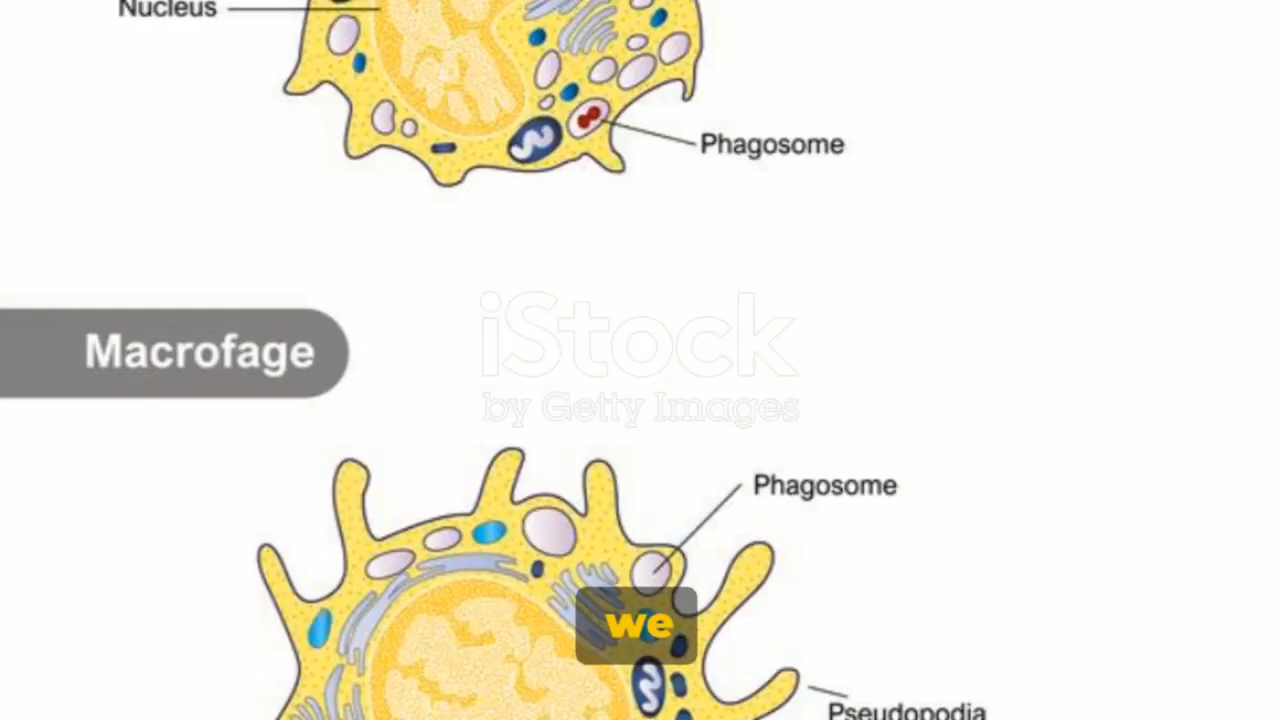 Nucleus
Phagosome
Macrofage
iStock
by Getty Images
Phagosome
we
Pseudopodia